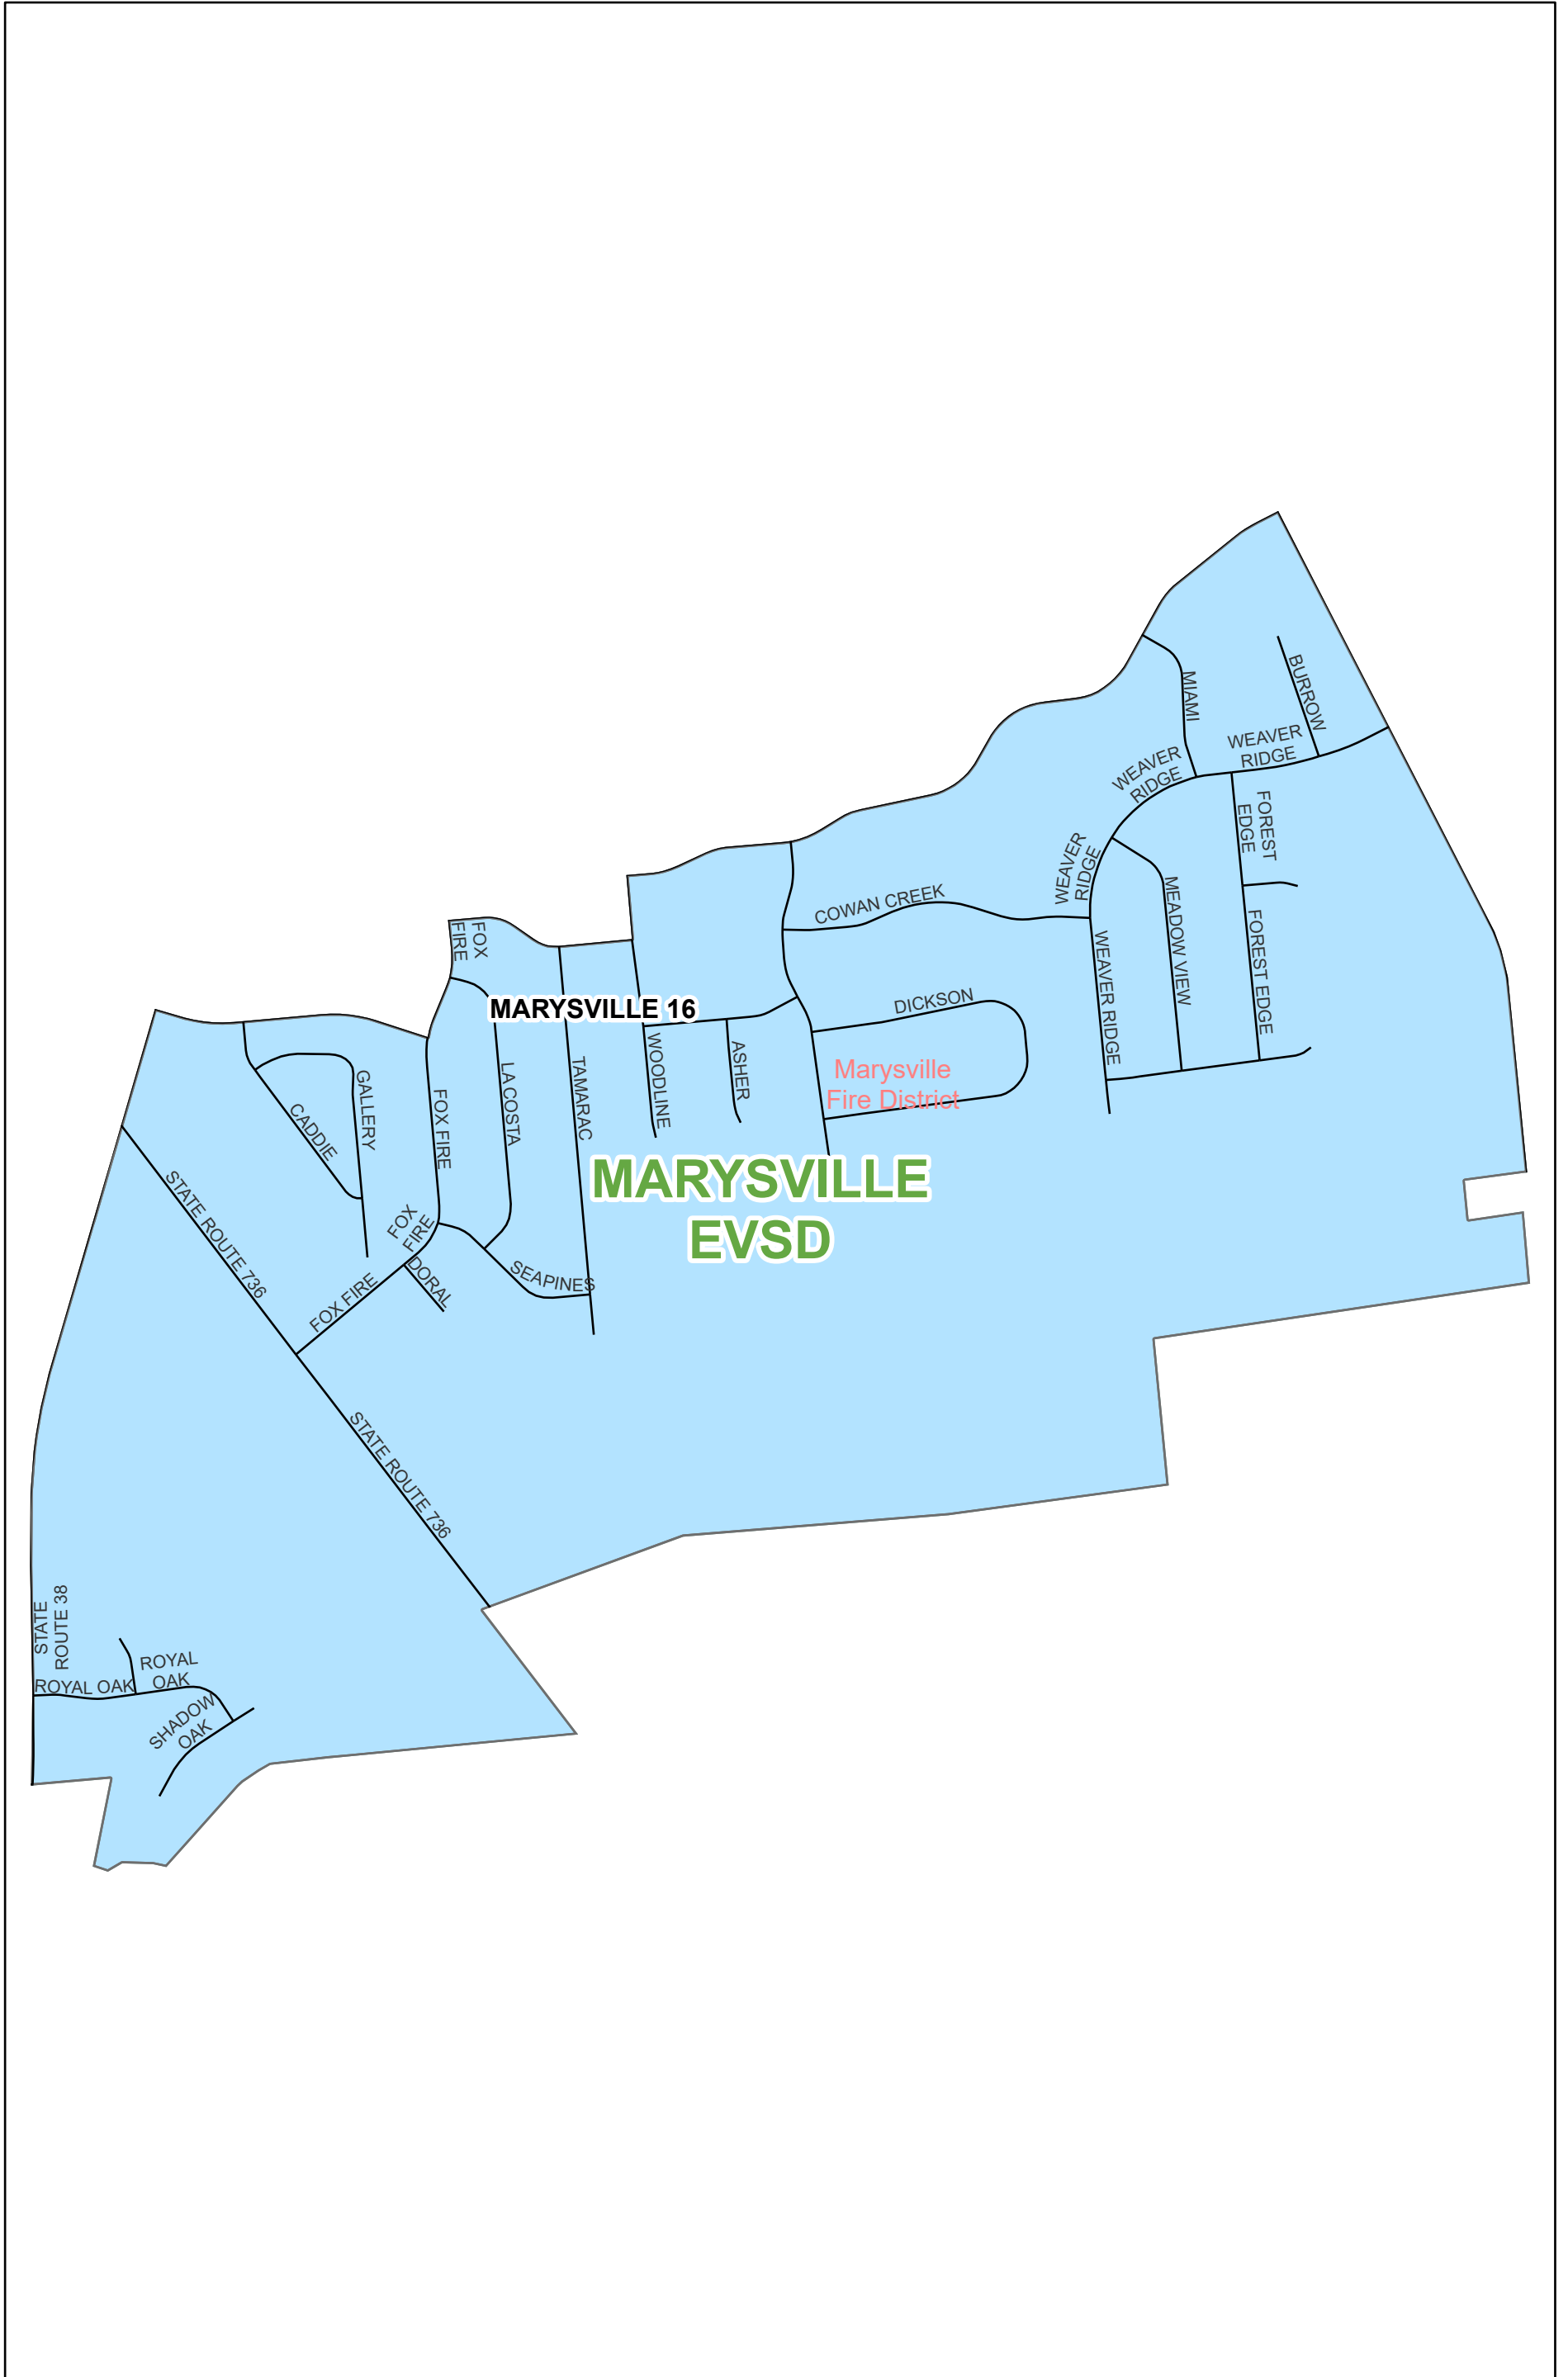 BURROW
MIAMI
WEAVER
RIDGE
WEAVER
RIDGE
FOREST
EDGE
WEAVER
RIDGE
COWAN CREEK
MEADOW VIEW
FOREST EDGE
WEAVER RIDGE
FOX
FIRE
MARYSVILLE 16
DICKSON
WOODLINE
ASHER
Marysville
Fire District
TAMARAC
LA COSTA
GALLERY
CADDIE
FOX FIRE
MARYSVILLE
EVSD
STATE ROUTE 736
FOX
FIRE
DORAL
SEAPINES
FOX FIRE
STATE ROUTE 736
STATE
ROUTE 38
ROYAL OAK
ROYAL
OAK
SHADOW
OAK